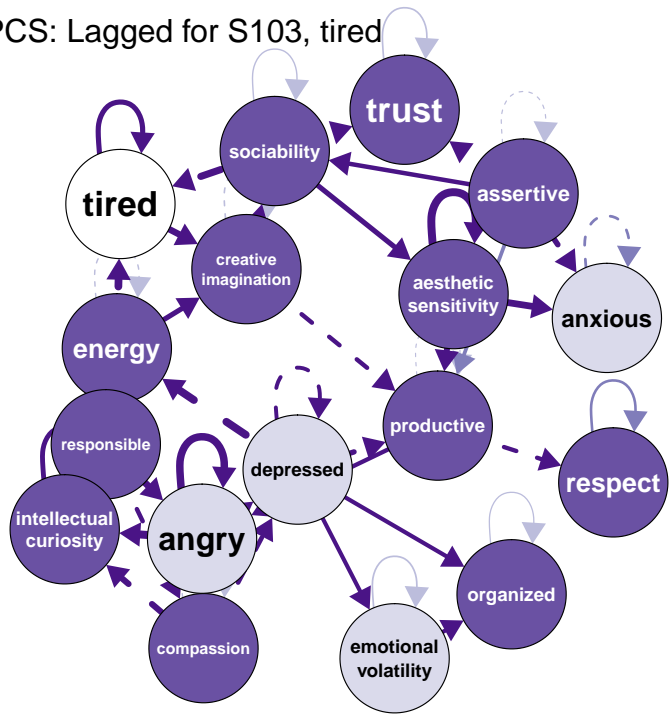 PCS: Lagged for S103, tired
trust
sociability
assertive
tired
creative
imagination
aesthetic
sensitivity
anxious
energy
productive
responsible
depressed
respect
intellectual
curiosity
angry
organized
compassion
emotional
volatility